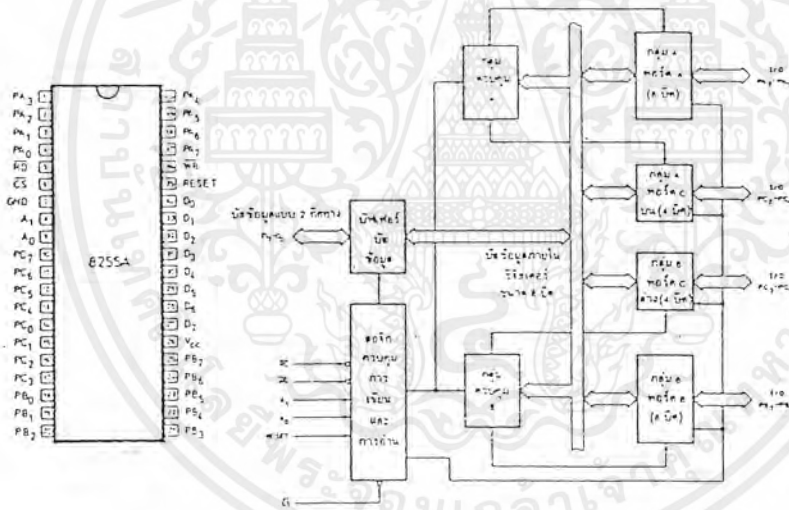 PA3
PA2
PA1
PA0
RD
CS
GND
A1
A0
PC7
PC6
PC5
PC4
PC0
PC1
PC2
PC3
PB0
PB1
PB2
8255A
PA4
PA5
PA6
PA7
WR
RESET
D0
D1
D2
D3
D4
D5
D6
D7
VCC
PB7
PB6
PB5
PB4
PB3
บัสข้อมูลแบบ 2 ทิศทาง
D7-D0
บัฟเฟอร์
บัส
ข้อมูล
ลอจิก
ควบคุม
การ
เขียน
และ
การอ่าน
A1
A0
RESET
CS
กลุ่ม
ควบคุม
กลุ่ม
ควบคุม
B
บัสข้อมูลภายใน
ขนาด 8 บิต
กลุ่ม A
พอร์ต A
(8 บิต)
กลุ่ม A
พอร์ต C
บน(4 บิต)
กลุ่ม B
พอร์ต C
ล่าง(4 บิต)
กลุ่ม B
พอร์ต B
(8 บิต)
I/O
I/O
I/O
I/O